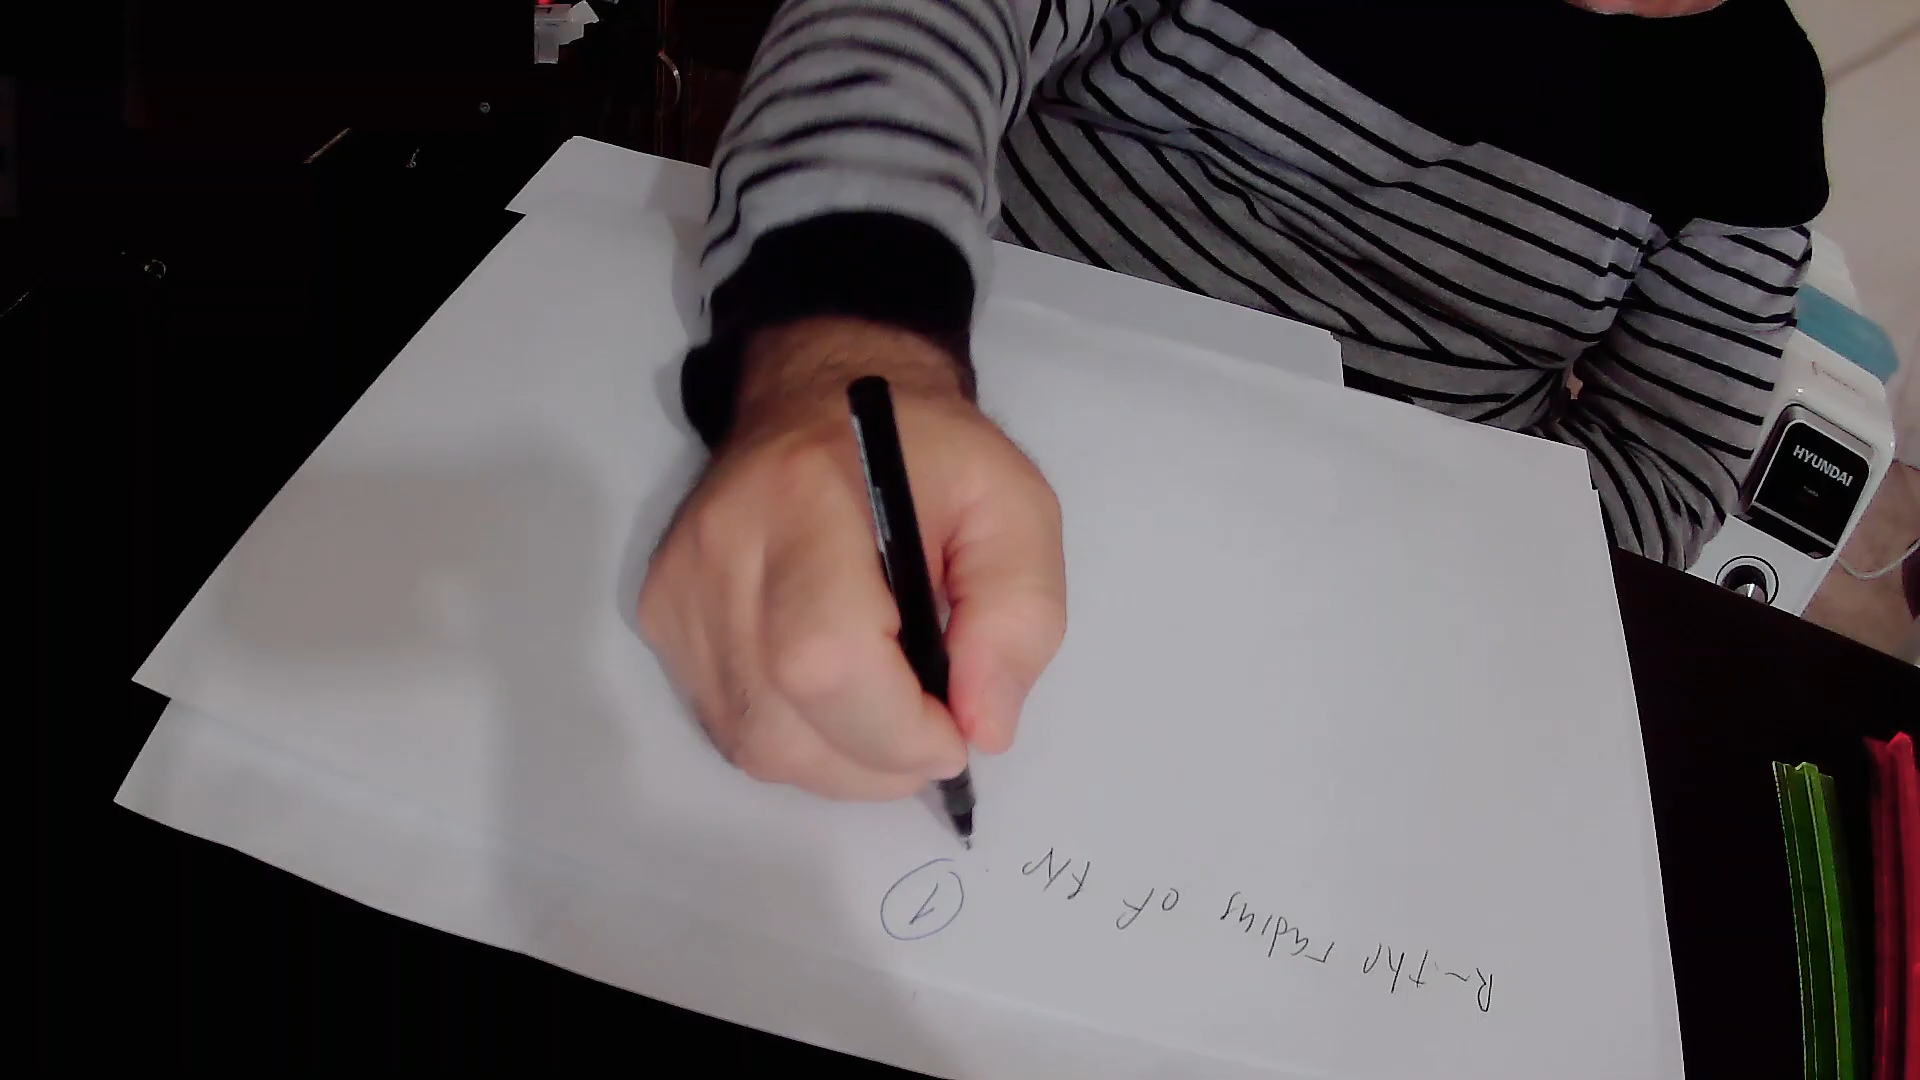 R - the radius of the
1
HYUNDAI